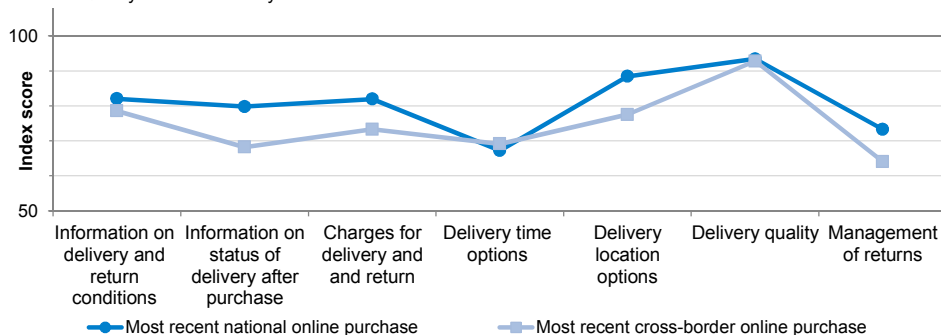 100
Index score
50
Information on
delivery and
return
conditions
Information on
status of
delivery after
purchase
Charges for
delivery and
and return
Delivery time
options
Delivery
location
options
Delivery quality
Management
of returns
Most recent national online purchase
Most recent cross-border online purchase